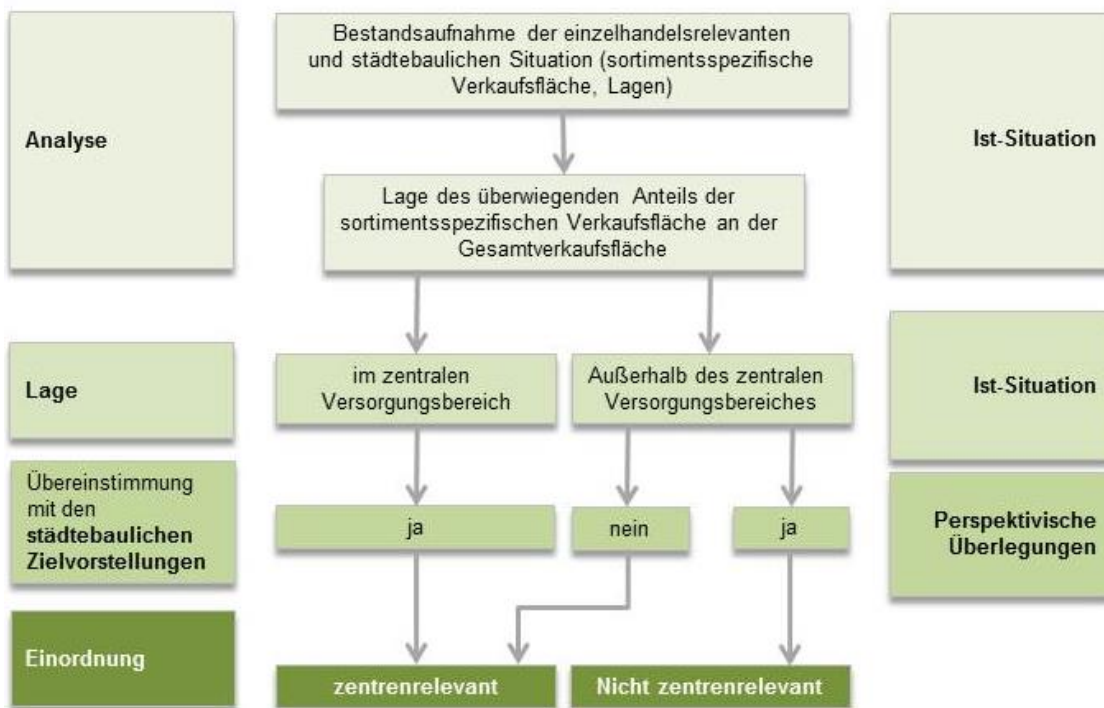 Bestandsaufnahme der einzelhandelsrelevanten
und städtebaulichen Situation (sortimentsspezifische
Verkaufsfläche, Lagen)
Analyse
Ist-Situation
Lage des überwiegenden Anteils der
sortimentsspezifischen Verkaufsfläche an der
Gesamtverkaufsfläche
Lage
im zentralen
Versorgungsbereich
Außerhalb des zentralen
Versorgungsbereiches
Ist-Situation
Übereinstimmung
mit den
städtebaulichen
Zielvorstellungen
ja
nein
ja
Perspektivische
Überlegungen
Einordnung
zentrenrelevant
Nicht zentrenrelevant